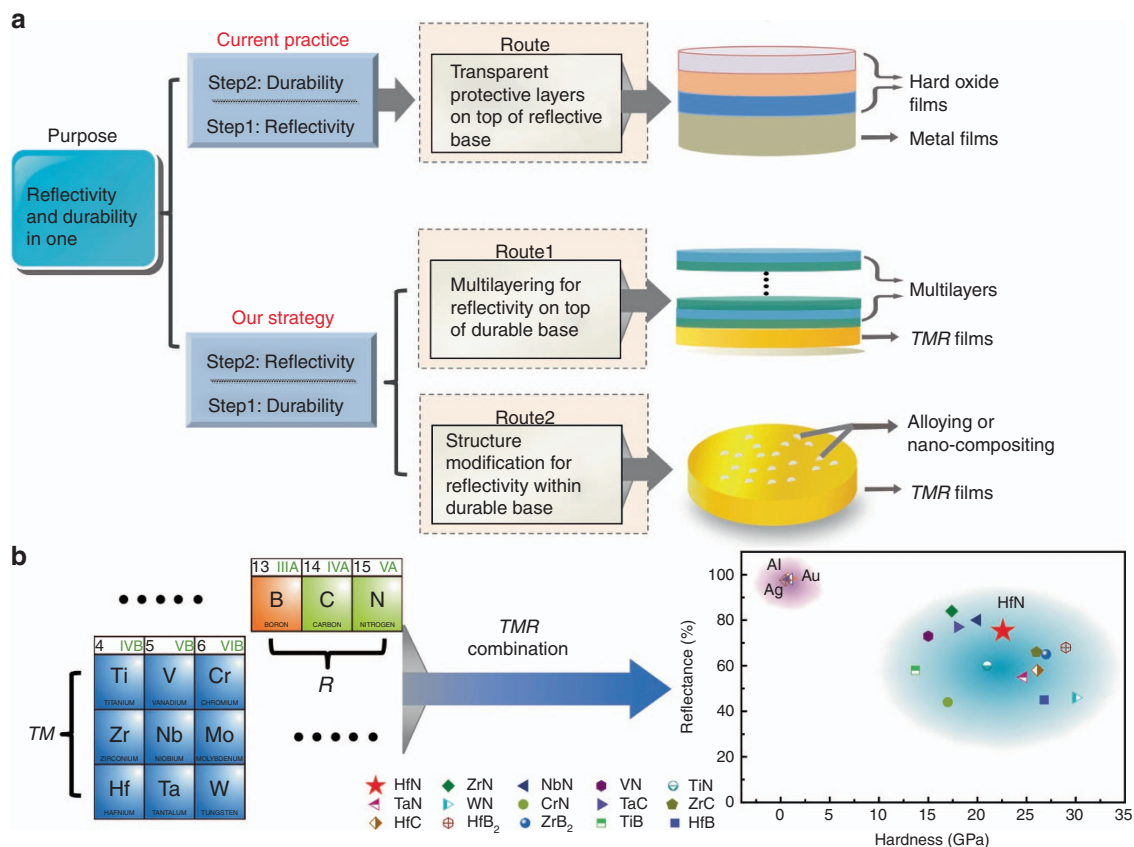 a
Current practice
Step2: Durability
Step1: Reflectivity
Route
Transparent
protective layers
on top of reflective
base
Hard oxide
films
Metal films
Purpose
Reflectivity
and durability
in one
Our strategy
Step2: Reflectivity
Step1: Durability
Route1
Multilayering for
reflectivity on top
of durable base
Multilayers
TMR films
Route2
Structure
modification for
reflectivity within
durable base
Alloying or
nano-compositing
TMR films
b
13 IIIA 14 IVA 15 VA
B C N
BORON CARBON NITROGEN
R
4 IVB 5 VB 6 VIB
Ti V Cr
TITANIUM VANADIUM CHROMIUM
TM
Zr Nb Mo
ZIRCONIUM NIOBIUM MOLYBDENUM
Hf Ta W
HAFNIUM TANTALUM TUNGSTEN
TMR
combination
Reflectance (%)
100
80
60
40
20
0
Al
Au
Ag
HfN
0 5 10 15 20 25 30 35
Hardness (GPa)
HfN ZrN NbN VN TiN
TaN WN CrN TaC ZrC
HfC HfB2 ZrB2 TiB HfB